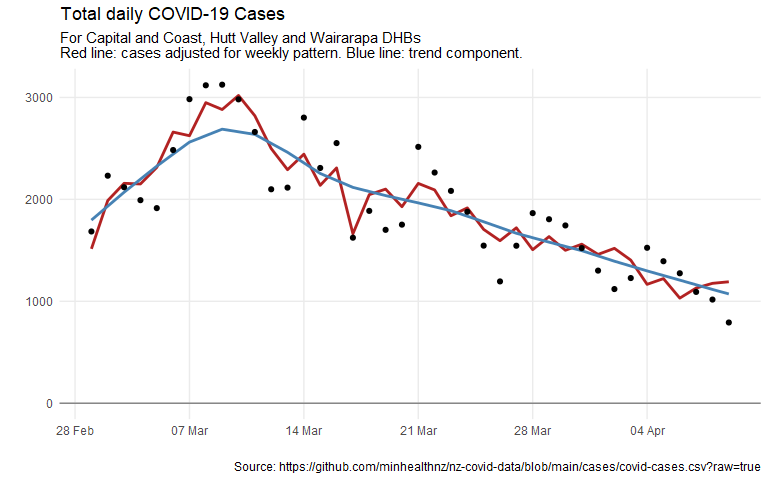 Total daily COVID-19 Cases
For Capital and Coast, Hutt Valley and Wairarapa DHBs
Red line: cases adjusted for weekly pattern. Blue line: trend component.
3000
2000
1000
0
28 Feb 07 Mar 14 Mar 21 Mar 28 Mar 04 Apr
Source: https://github.com/minhealthnz/nz-covid-data/blob/main/cases/covid-cases.csv?raw=true